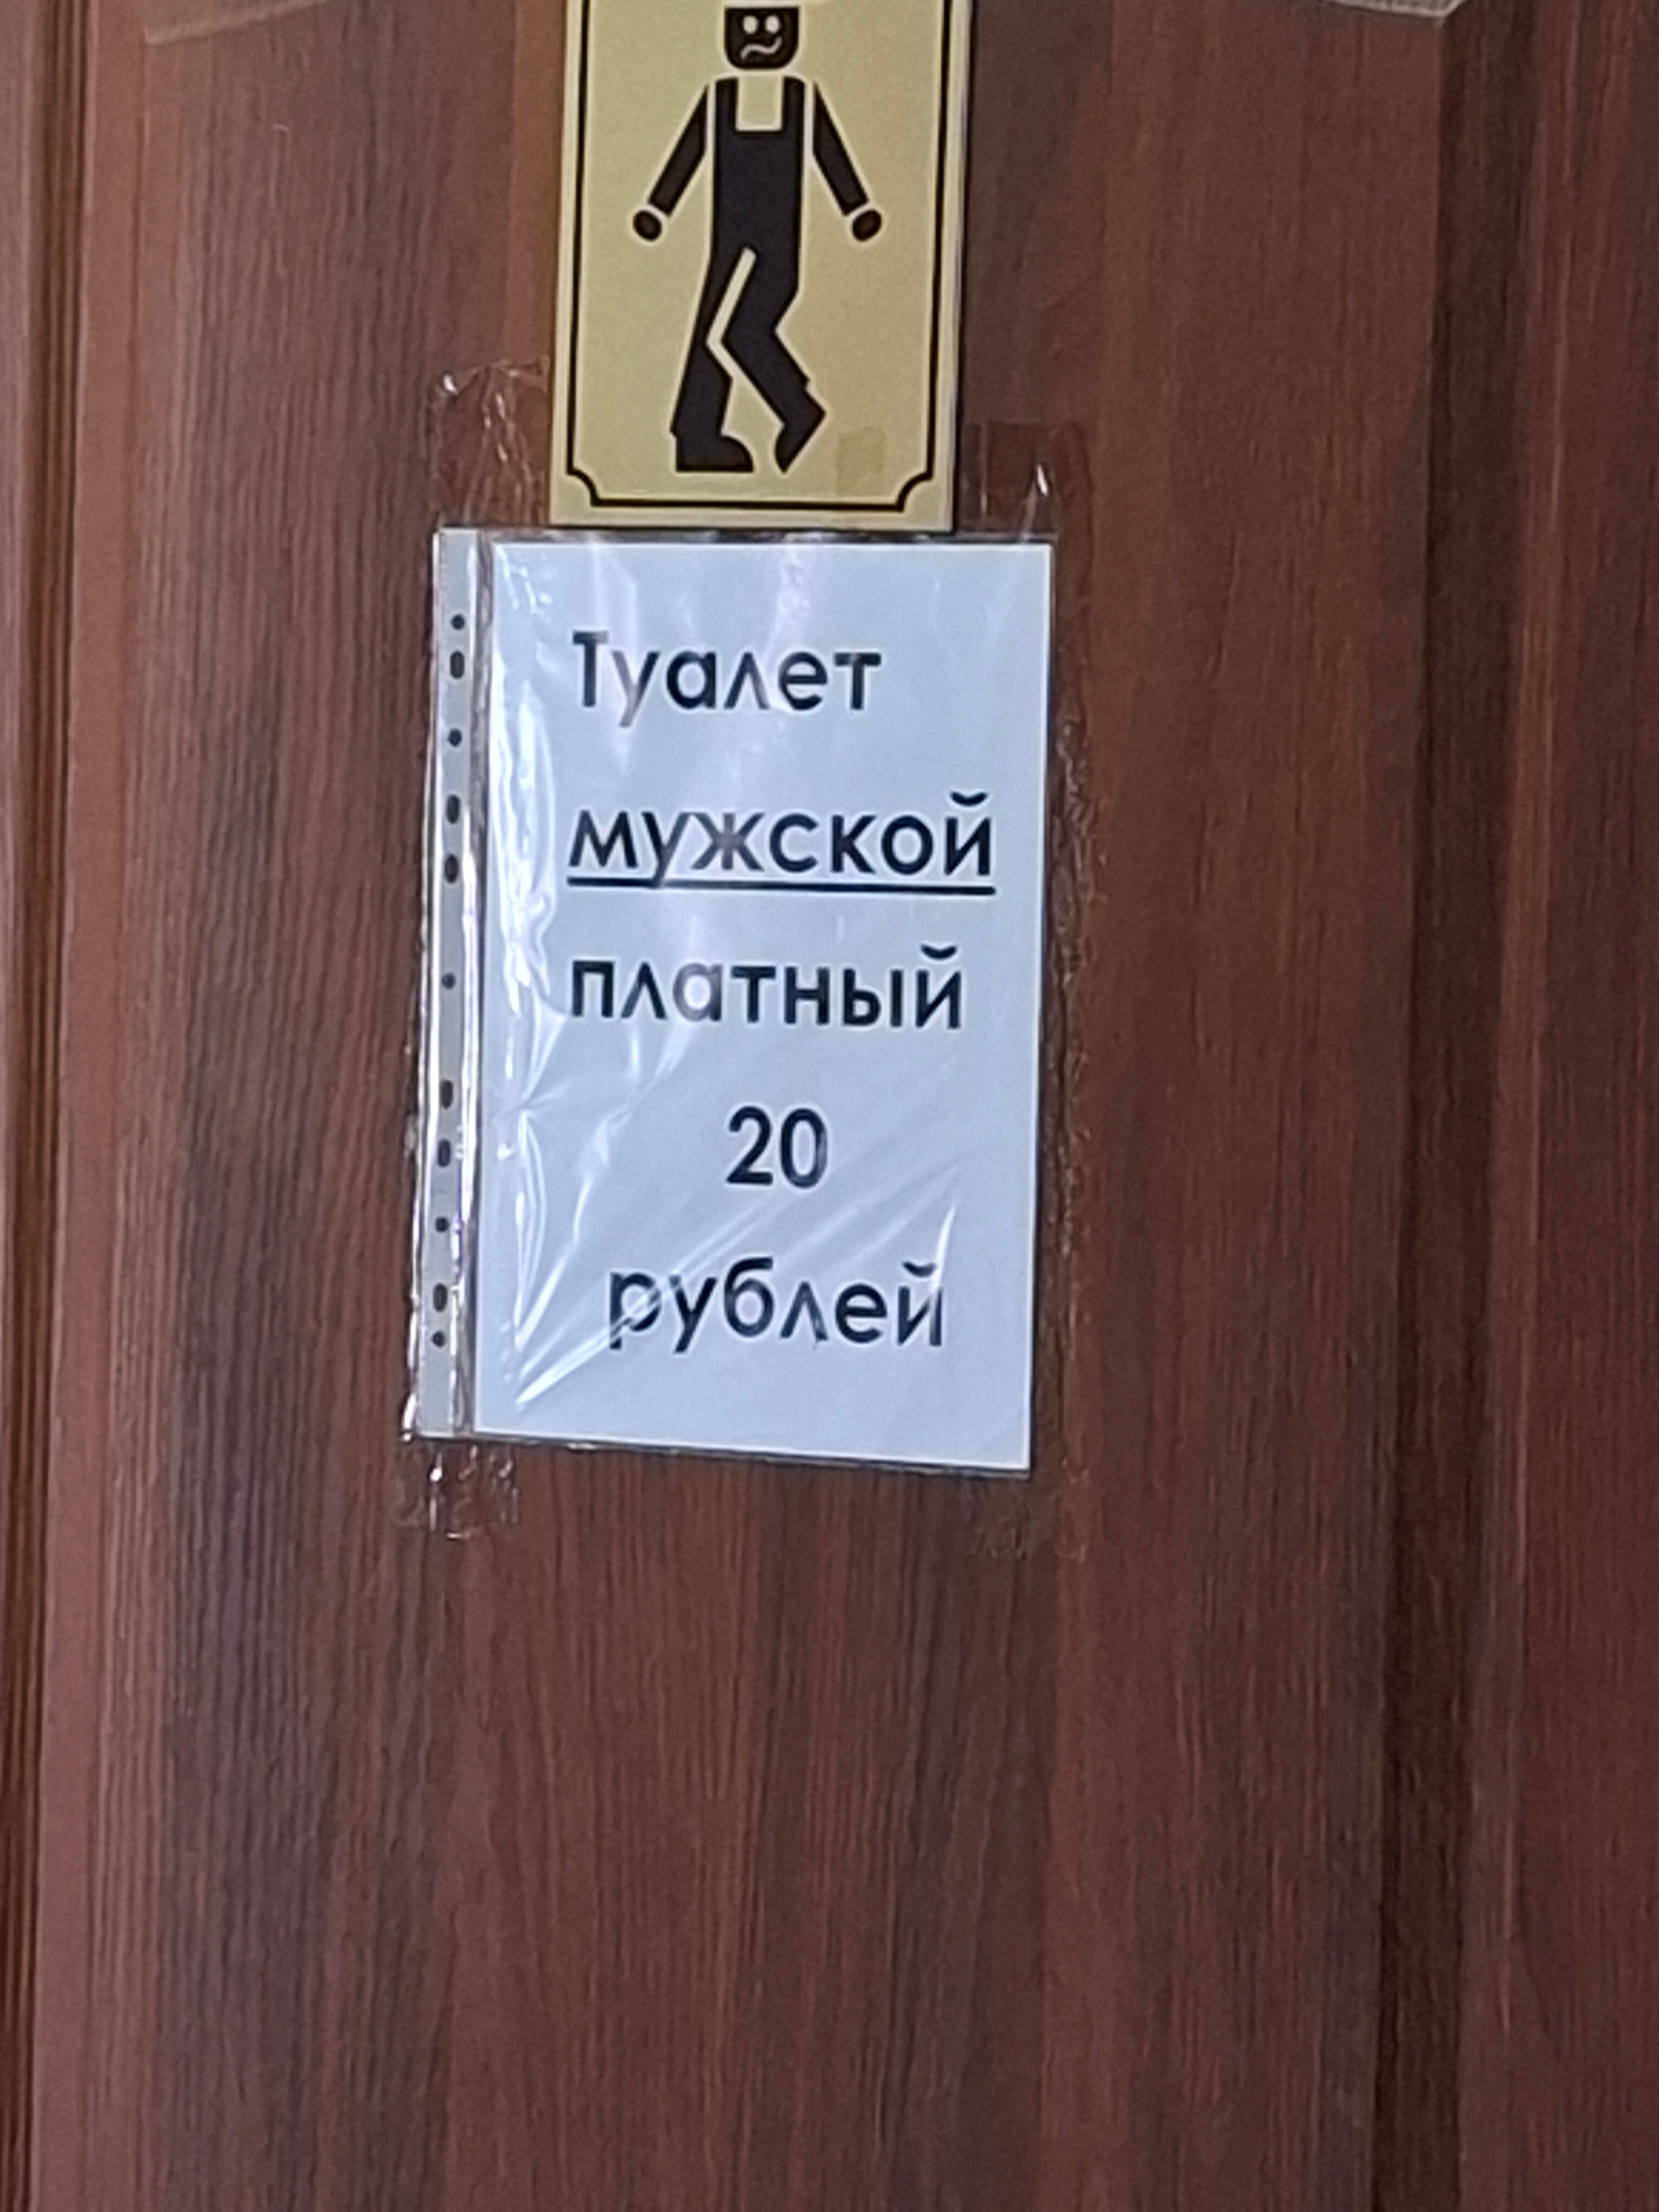 Туалет
мужской
платный
20
рублей